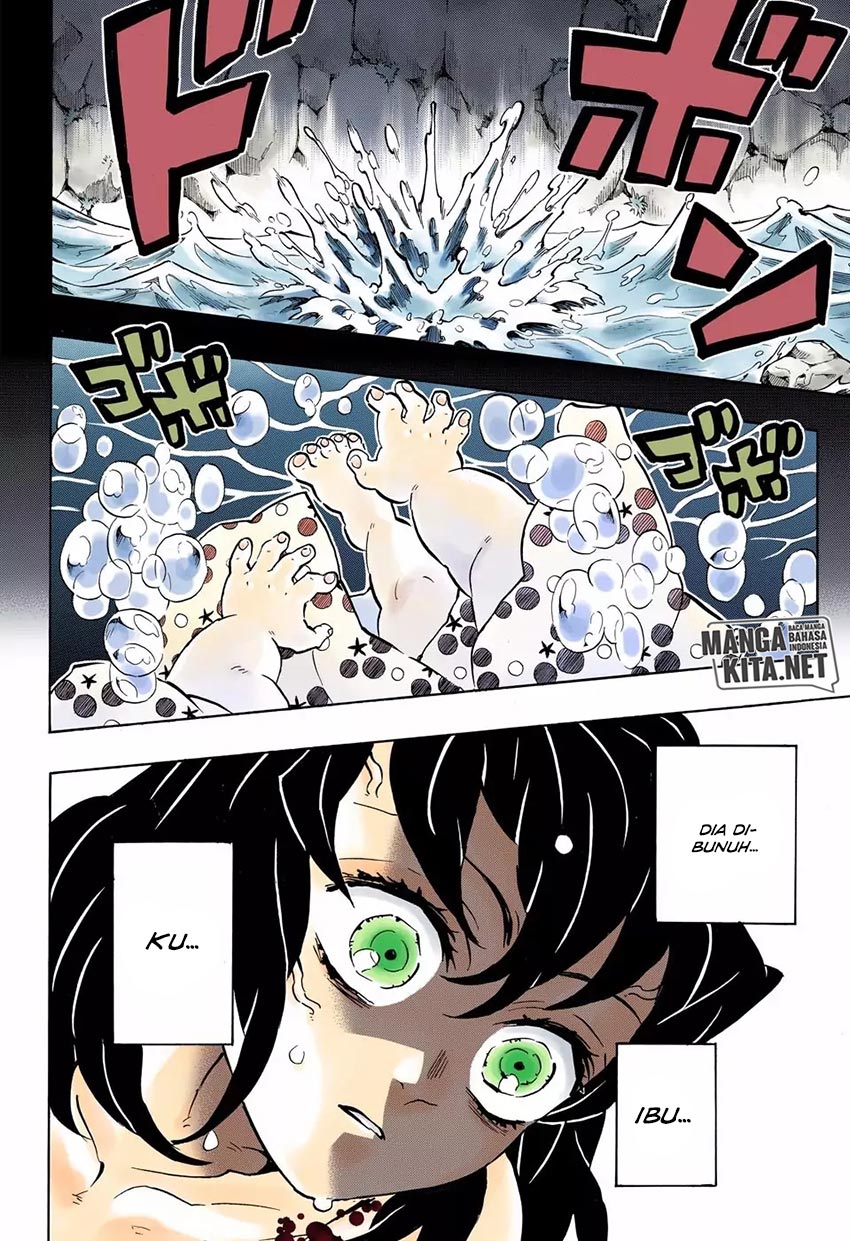 ドボン
ゴボ
ゴボ
MANGA
KITA.NET
BACA MANGA
BAHASA
INDONESIA
DIA DI-
BUNUH...
IBU...
KU...